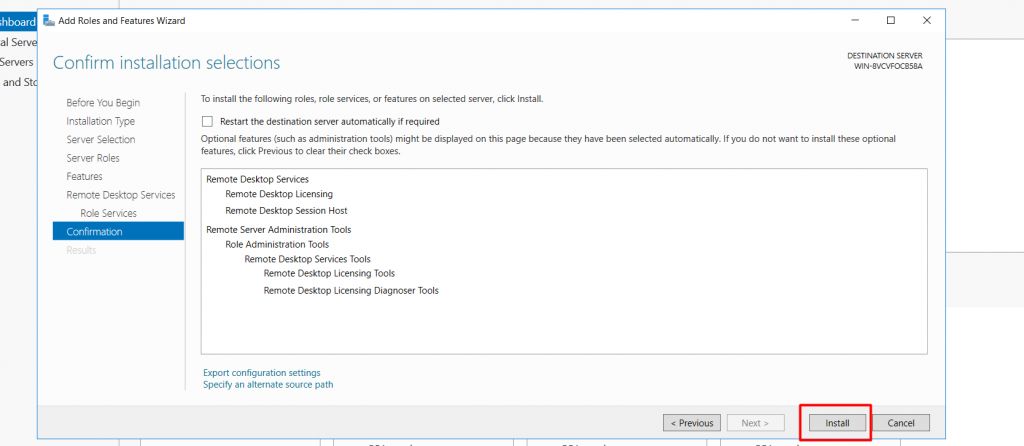 Add Roles and Features Wizard
shboard
al Serve
Servers
and Sto
Confirm installation selections
DESTINATION SERVER
WIN-8VCVFOCB58A
Before You Begin
Installation Type
Server Selection
Server Roles
Features
Remote Desktop Services
Role Services
Confirmation
Results
To install the following roles, role services, or features on selected server, click Install.
Restart the destination server automatically if required
Optional features (such as administration tools) might be displayed on this page because they have been selected automatically. If you do not want to install these optional
features, click Previous to clear their check boxes.
Remote Desktop Services
Remote Desktop Licensing
Remote Desktop Session Host
Remote Server Administration Tools
Role Administration Tools
Remote Desktop Services Tools
Remote Desktop Licensing Tools
Remote Desktop Licensing Diagnoser Tools
Export configuration settings
Specify an alternate source path
< Previous
Next >
Install
Cancel